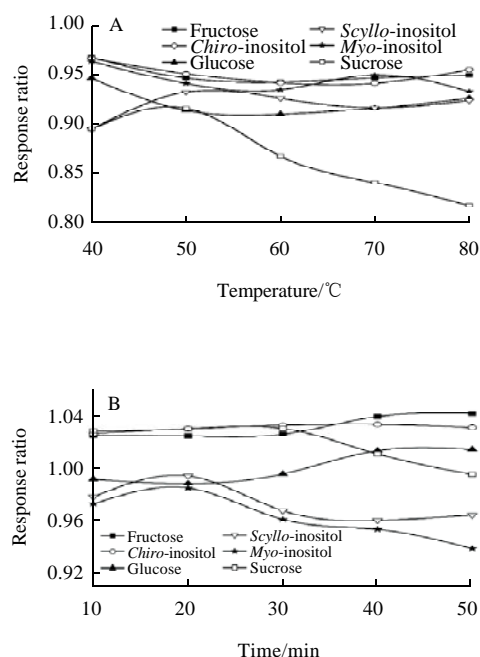 A
Fructose Scyllo-inositol
Chiro-inositol Myo-inositol
Glucose Sucrose
1.00
0.95
0.90
0.85
0.80
Response ratio
40 50 60 70 80
Temperature/℃
B
1.04
1.00
0.96
0.92
Response ratio
Fructose Scyllo-inositol
Chiro-inositol Myo-inositol
Glucose Sucrose
10 20 30 40 50
Time/min